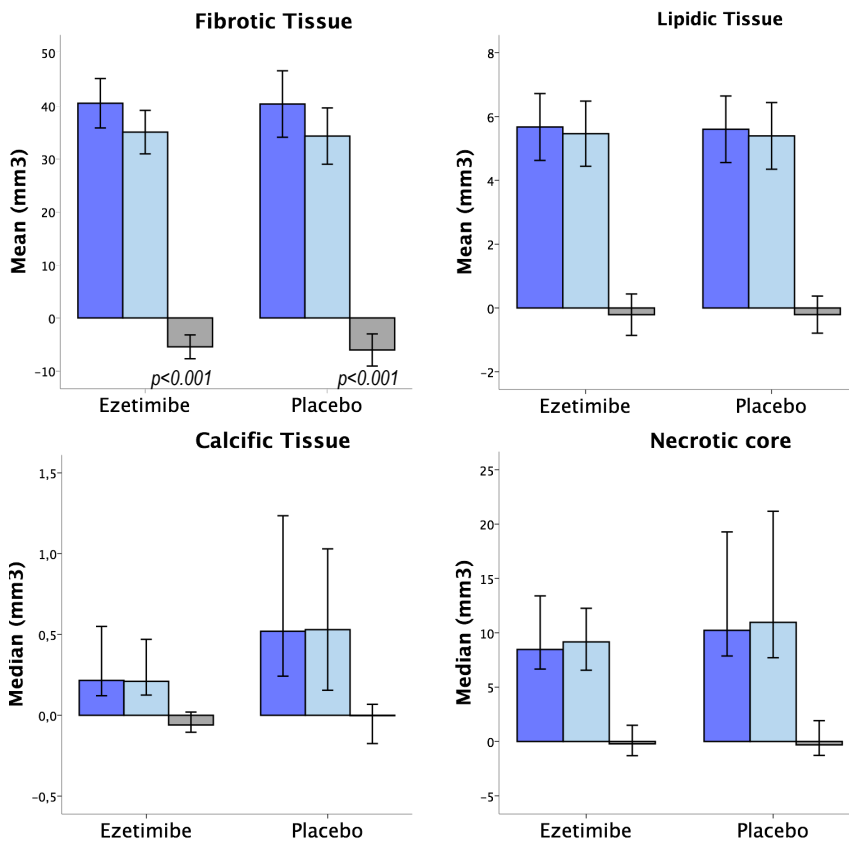 Fibrotic Tissue
Mean (mm3)
50
40
30
20
10
0
-10
p<0.001
p<0.001
Ezetimibe
Placebo
Lipidic Tissue
Mean (mm3)
8
6
4
2
0
-2
Ezetimibe
Placebo
Calcific Tissue
Median (mm3)
1,5
1,0
0,5
0,0
-0,5
Ezetimibe
Placebo
Necrotic core
Median (mm3)
25
20
15
10
5
0
-5
Ezetimibe
Placebo